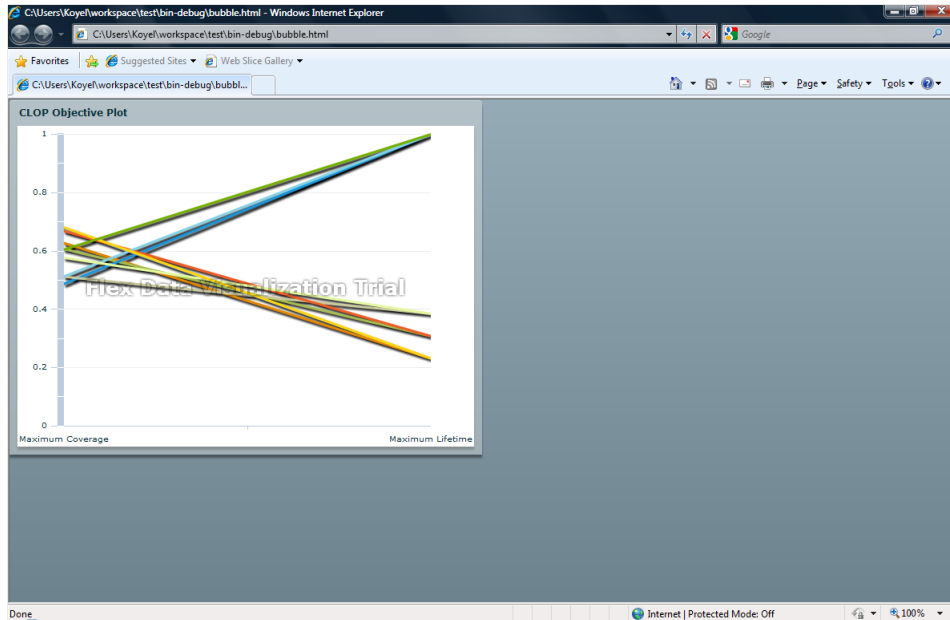 C:\Users\Koyel\workspace\test\bin-debug\bubble.html - Windows Internet Explorer
C:\Users\Koyel\workspace\test\bin-debug\bubble.html
Google
Favorites
Suggested Sites
Web Slice Gallery
C:\Users\Koyel\workspace\test\bin-debug\bubbl...
Page
Safety
Tools
CLOP Objective Plot
1
0.8
0.6
Flex Data Visualization Trial
0.4
0.2
0
Maximum Coverage
Maximum Lifetime
Done
Internet | Protected Mode: Off
100%